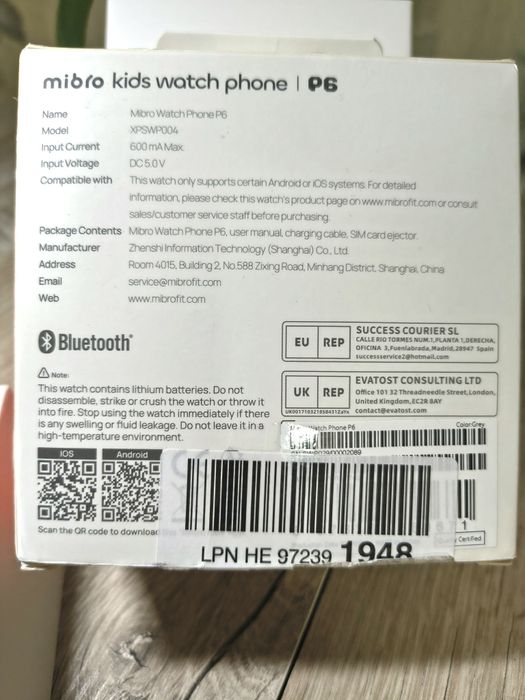 mibro kids watch phone | P6
Name Mibro Watch Phone P6
Model XPSWP004
Input Current 600 mA Max.
Input Voltage DC 5.0 V
Compatible with This watch only supports certain Android or iOS systems. For detailed
information, please check this watch's product page on www.mibrofit.com or consult
sales/customer service staff before purchasing.
Package Contents Mibro Watch Phone P6, user manual, charging cable, SIM card ejector.
Manufacturer Zhenshi Information Technology (Shanghai) Co., Ltd.
Address Room 4015, Building 2, No.588 Zixing Road, Minhang District, Shanghai, China
Email service@mibrofit.com
Web www.mibrofit.com
Bluetooth®
EU REP
SUCCESS COURIER SL
CALLE RIO TORMES NUM.1,PLANTA 1,DERECHA,
OFICINA 3,Fuenlabrada,Madrid,28947 Spain
successservice2@hotmail.com
Note:
This watch contains lithium batteries. Do not
disassemble, strike or crush the watch or throw it
into fire. Stop using the watch immediately if there
is any swelling or fluid leakage. Do not leave it in a
high-temperature environment.
UK REP
EVATOST CONSULTING LTD
Office 101 32 Threadneedle Street,London,
United Kingdom,EC2R 8AY
contact@evatost.com
Watch Phone P6 Color:Grey
IOS Android
Scan the QR code to download
Certified
LPN HE 97239 1948